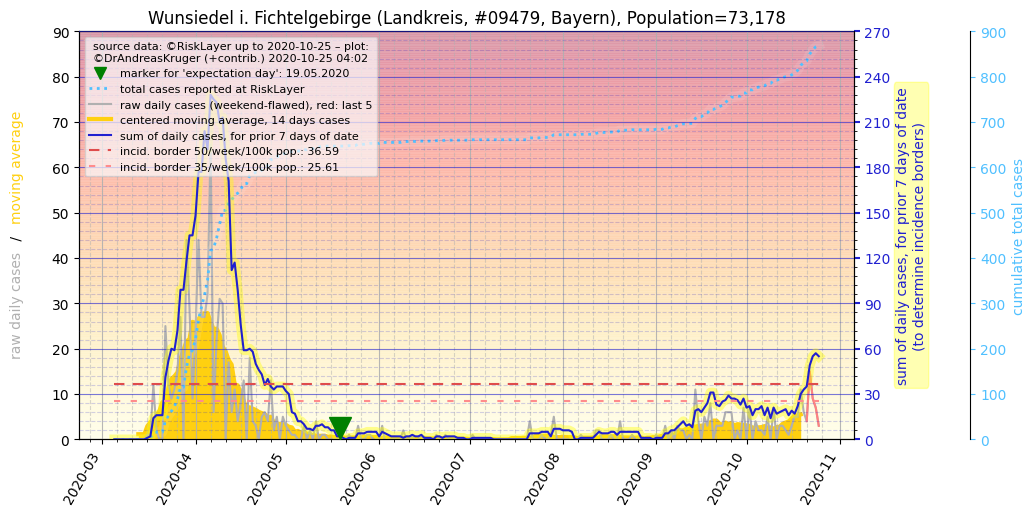 Wunsiedel i. Fichtelgebirge (Landkreis, #09479, Bayern), Population=73,178
source data: ©RiskLayer up to 2020-10-25 – plot:
©DrAndreasKruger (+contrib.) 2020-10-25 04:02
marker for 'expectation day': 19.05.2020
total cases reported at RiskLayer
raw daily cases (weekend-flawed), red: last 5
centered moving average, 14 days cases
sum of daily cases, for prior 7 days of date
incid. border 50/week/100k pop.: 36.59
incid. border 35/week/100k pop.: 25.61
raw daily cases / moving average
90
80
70
60
50
40
30
20
10
0
270
240
210
180
150
120
90
60
30
0
sum of daily cases, for prior 7 days of date
(to determine incidence borders)
900
800
700
600
500
400
300
200
100
0
cumulative total cases
2020-03
2020-04
2020-05
2020-06
2020-07
2020-08
2020-09
2020-10
2020-11